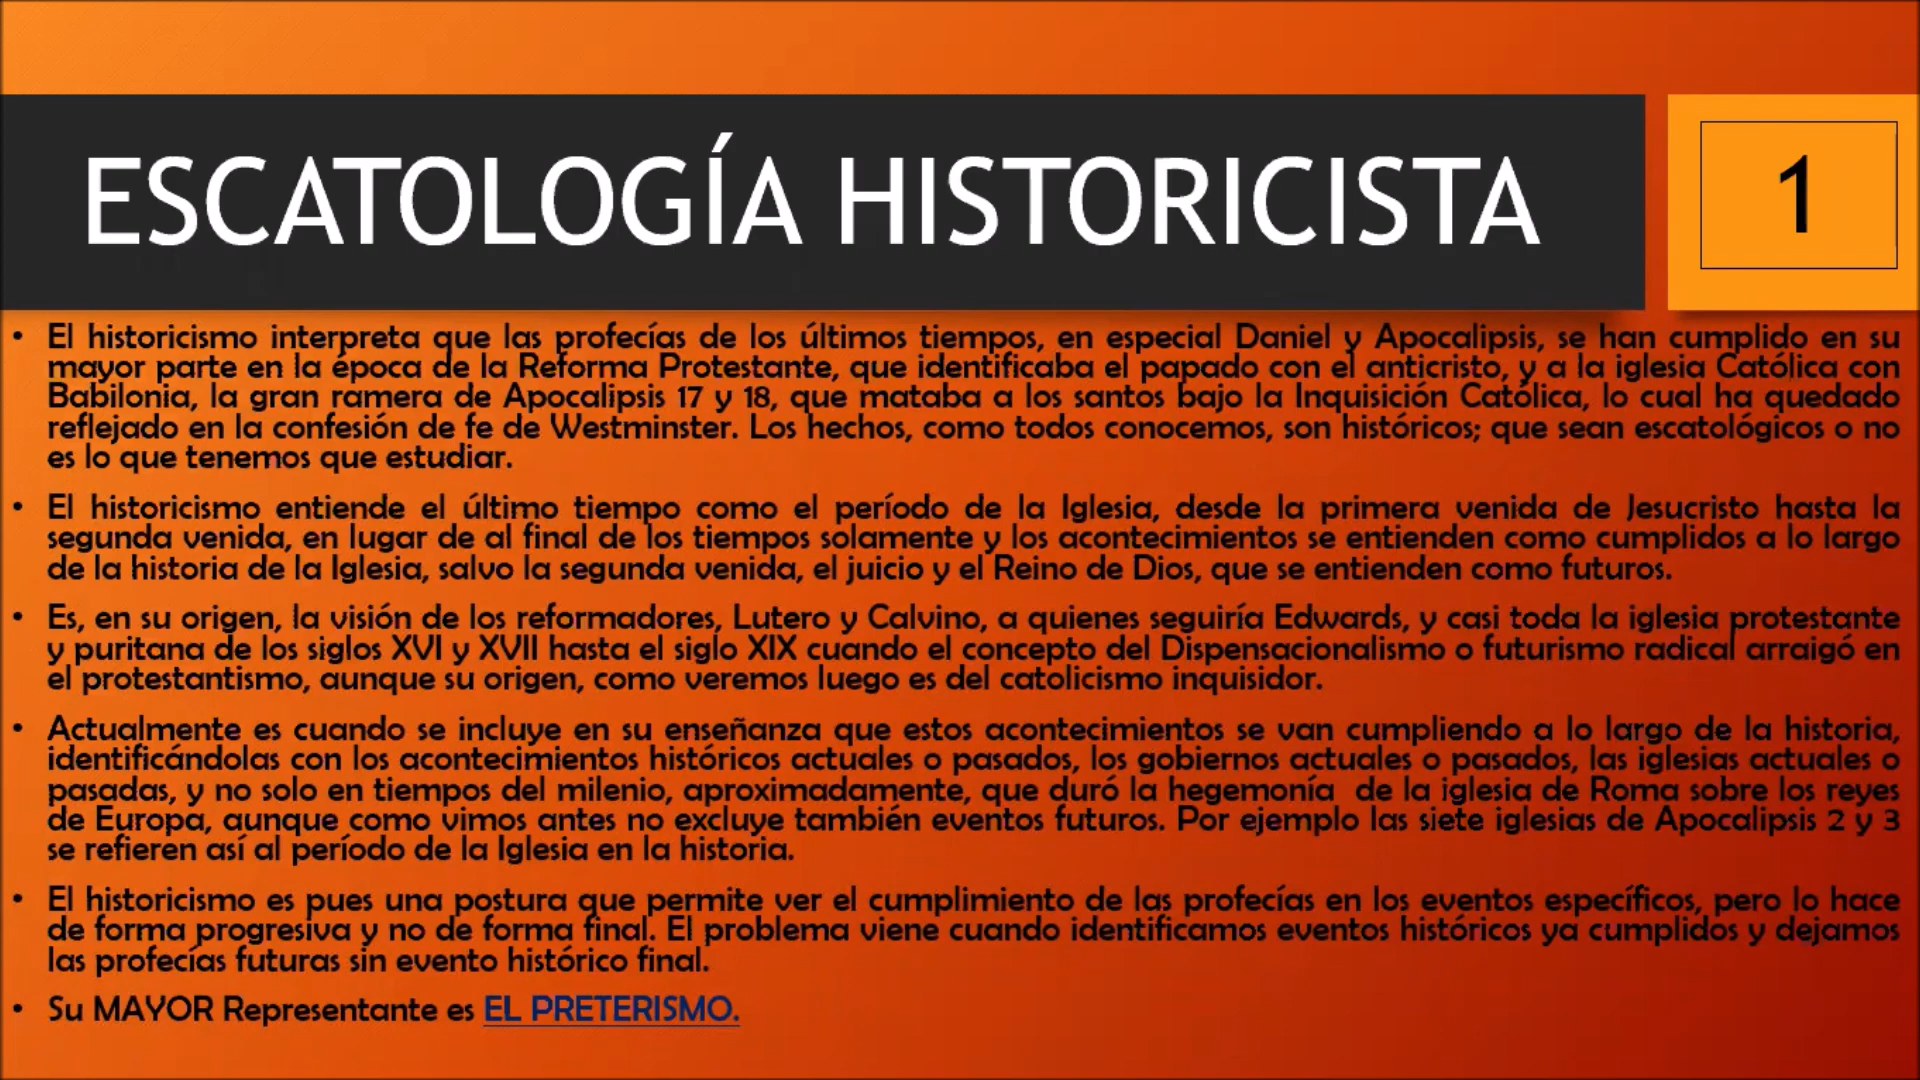 ESCATOLOGÍA HISTORICISTA
1
• El historicismo interpreta que las profecías de los últimos tiempos, en especial Daniel y Apocalipsis, se han cumplido en su
mayor parte en la época de la Reforma Protestante, que identificaba el papado con el anticristo, y a la iglesia Católica con
Babilonia, la gran ramera de Apocalipsis 17 y 18, que mataba a los santos bajo la Inquisición Católica, lo cual ha quedado
reflejado en la confesión de fe de Westminster. Los hechos, como todos conocemos, son históricos; que sean escatológicos o no
es lo que tenemos que estudiar.
• El historicismo entiende el último tiempo como el período de la Iglesia, desde la primera venida de Jesucristo hasta la
segunda venida, en lugar de al final de los tiempos solamente y los acontecimientos se entienden como cumplidos a lo largo
de la historia de la Iglesia, salvo la segunda venida, el juicio y el Reino de Dios, que se entienden como futuros.
• Es, en su origen, la visión de los reformadores, Lutero y Calvino, a quienes seguiría Edwards, y casi toda la iglesia protestante
y puritana de los siglos XVI y XVII hasta el siglo XIX cuando el concepto del Dispensacionalismo o futurismo radical arraigó en
el protestantismo, aunque su origen, como veremos luego es del catolicismo inquisidor.
• Actualmente es cuando se incluye en su enseñanza que estos acontecimientos se van cumpliendo a lo largo de la historia,
identificándolas con los acontecimientos históricos actuales o pasados, los gobiernos actuales o pasados, las iglesias actuales o
pasadas, y no solo en tiempos del milenio, aproximadamente, que duró la hegemonía de la iglesia de Roma sobre los reyes
de Europa, aunque como vimos antes no excluye también eventos futuros. Por ejemplo las siete iglesias de Apocalipsis 2 y 3
se refieren así al período de la Iglesia en la historia.
• El historicismo es pues una postura que permite ver el cumplimiento de las profecías en los eventos específicos, pero lo hace
de forma progresiva y no de forma final. El problema viene cuando identificamos eventos históricos ya cumplidos y dejamos
las profecías futuras sin evento histórico final.
• Su MAYOR Representante es EL PRETERISMO.